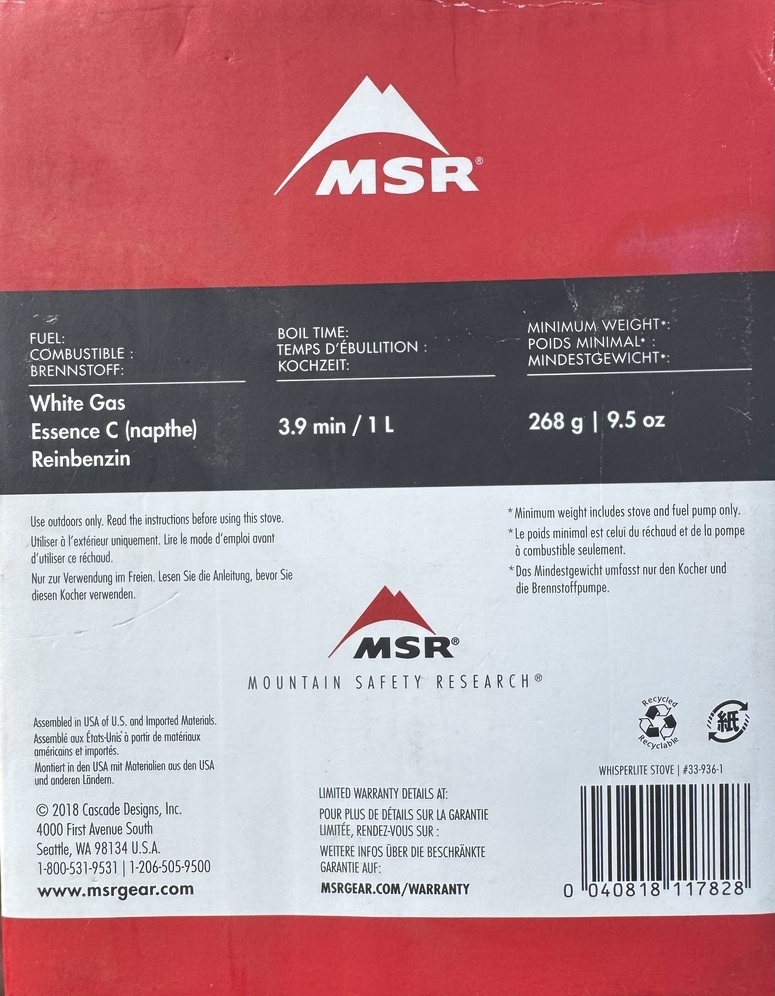 MSR®
FUEL:
COMBUSTIBLE :
BRENNSTOFF:
White Gas
Essence C (napthe)
Reinbenzin
BOIL TIME:
TEMPS D'ÉBULLITION :
KOCHZEIT:
3.9 min / 1 L
MINIMUM WEIGHT*:
POIDS MINIMAL* :
MINDESTGEWICHT*:
268 g | 9.5 oz
Use outdoors only. Read the instructions before using this stove.
Utiliser à l'extérieur uniquement. Lire le mode d'emploi avant
d'utiliser ce réchaud.
Nur zur Verwendung im Freien. Lesen Sie die Anleitung, bevor Sie
diesen Kocher verwenden.
* Minimum weight includes stove and fuel pump only.
* Le poids minimal est celui du réchaud et de la pompe
à combustible seulement.
* Das Mindestgewicht umfasst nur den Kocher und
die Brennstoffpumpe.
MSR®
MOUNTAIN SAFETY RESEARCH®
Assembled in USA of U.S. and Imported Materials.
Assemblé aux États-Unis à partir de matériaux
américains et importés.
Montiert in den USA mit Materialien aus den USA
und anderen Ländern.
© 2018 Cascade Designs, Inc.
4000 First Avenue South
Seattle, WA 98134 U.S.A.
1-800-531-9531 | 1-206-505-9500
www.msrgear.com
LIMITED WARRANTY DETAILS AT:
POUR PLUS DE DÉTAILS SUR LA GARANTIE
LIMITÉE, RENDEZ-VOUS SUR :
WEITERE INFOS ÜBER DIE BESCHRÄNKTE
GARANTIE AUF:
MSRGEAR.COM/WARRANTY
Recycled
Recyclable
紙
WHISPERLITE STOVE | #33-936-1
0 040818 117828